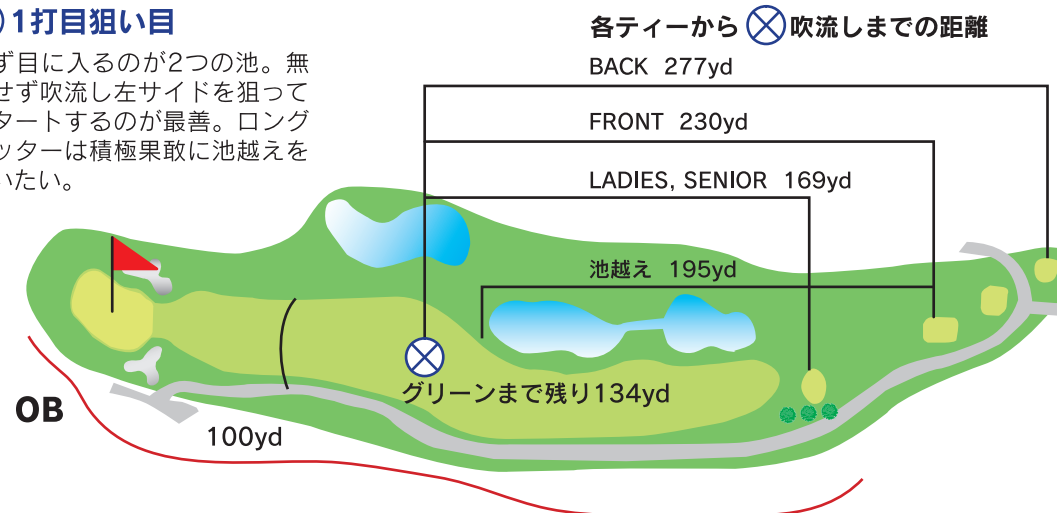 1打目狙い目
ず目に入るのが2つの池。無
せず吹流し左サイドを狙って
タートするのが最善。ロング
ッターは積極果敢に池越えを
いたい。
各ティーから 吹流しまでの距離
BACK 277yd
FRONT 230yd
LADIES, SENIOR 169yd
池越え 195yd
グリーンまで残り134yd
OB
100yd